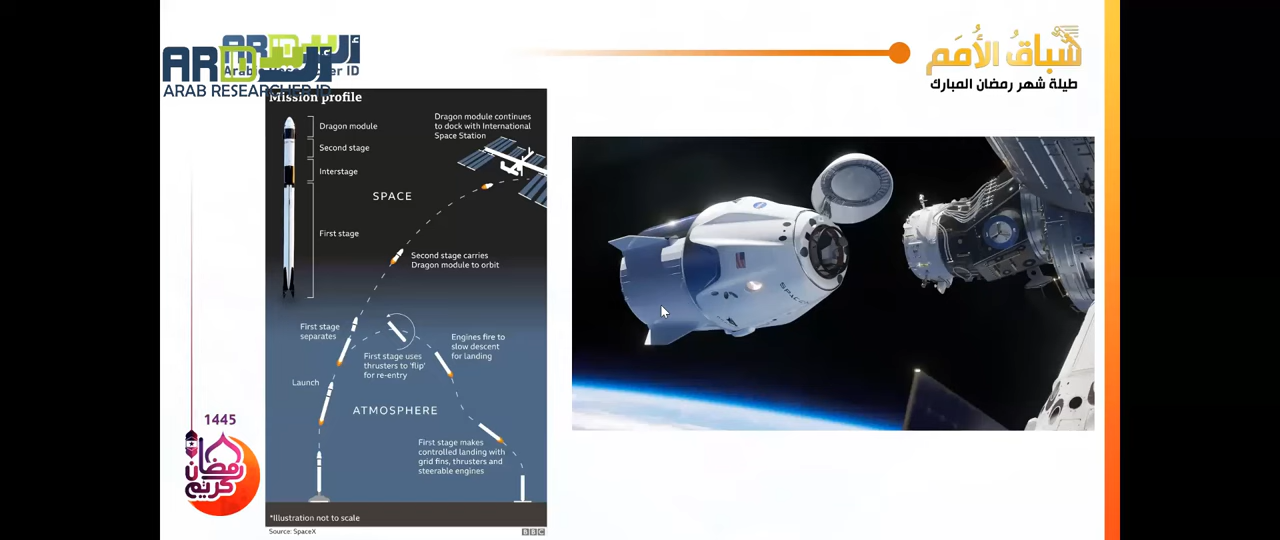 سباقُ الأُمَم
طيلة شهر رمضان المبارك
Arabic Researcher ID
ARAB RESEARCHER ID
Mission profile
Dragon module
Second stage
Interstage
First stage
Dragon module continues
to dock with International
Space Station
SPACE
Second stage carries
Dragon module to orbit
First stage
separates
First stage uses
thrusters to 'flip'
for re-entry
Engines fire to
slow descent
for landing
Launch
ATMOSPHERE
First stage makes
controlled landing with
grid fins, thrusters and
steerable engines
*Illustration not to scale
Source: SpaceX
BBC
1445
رمضان
كريم